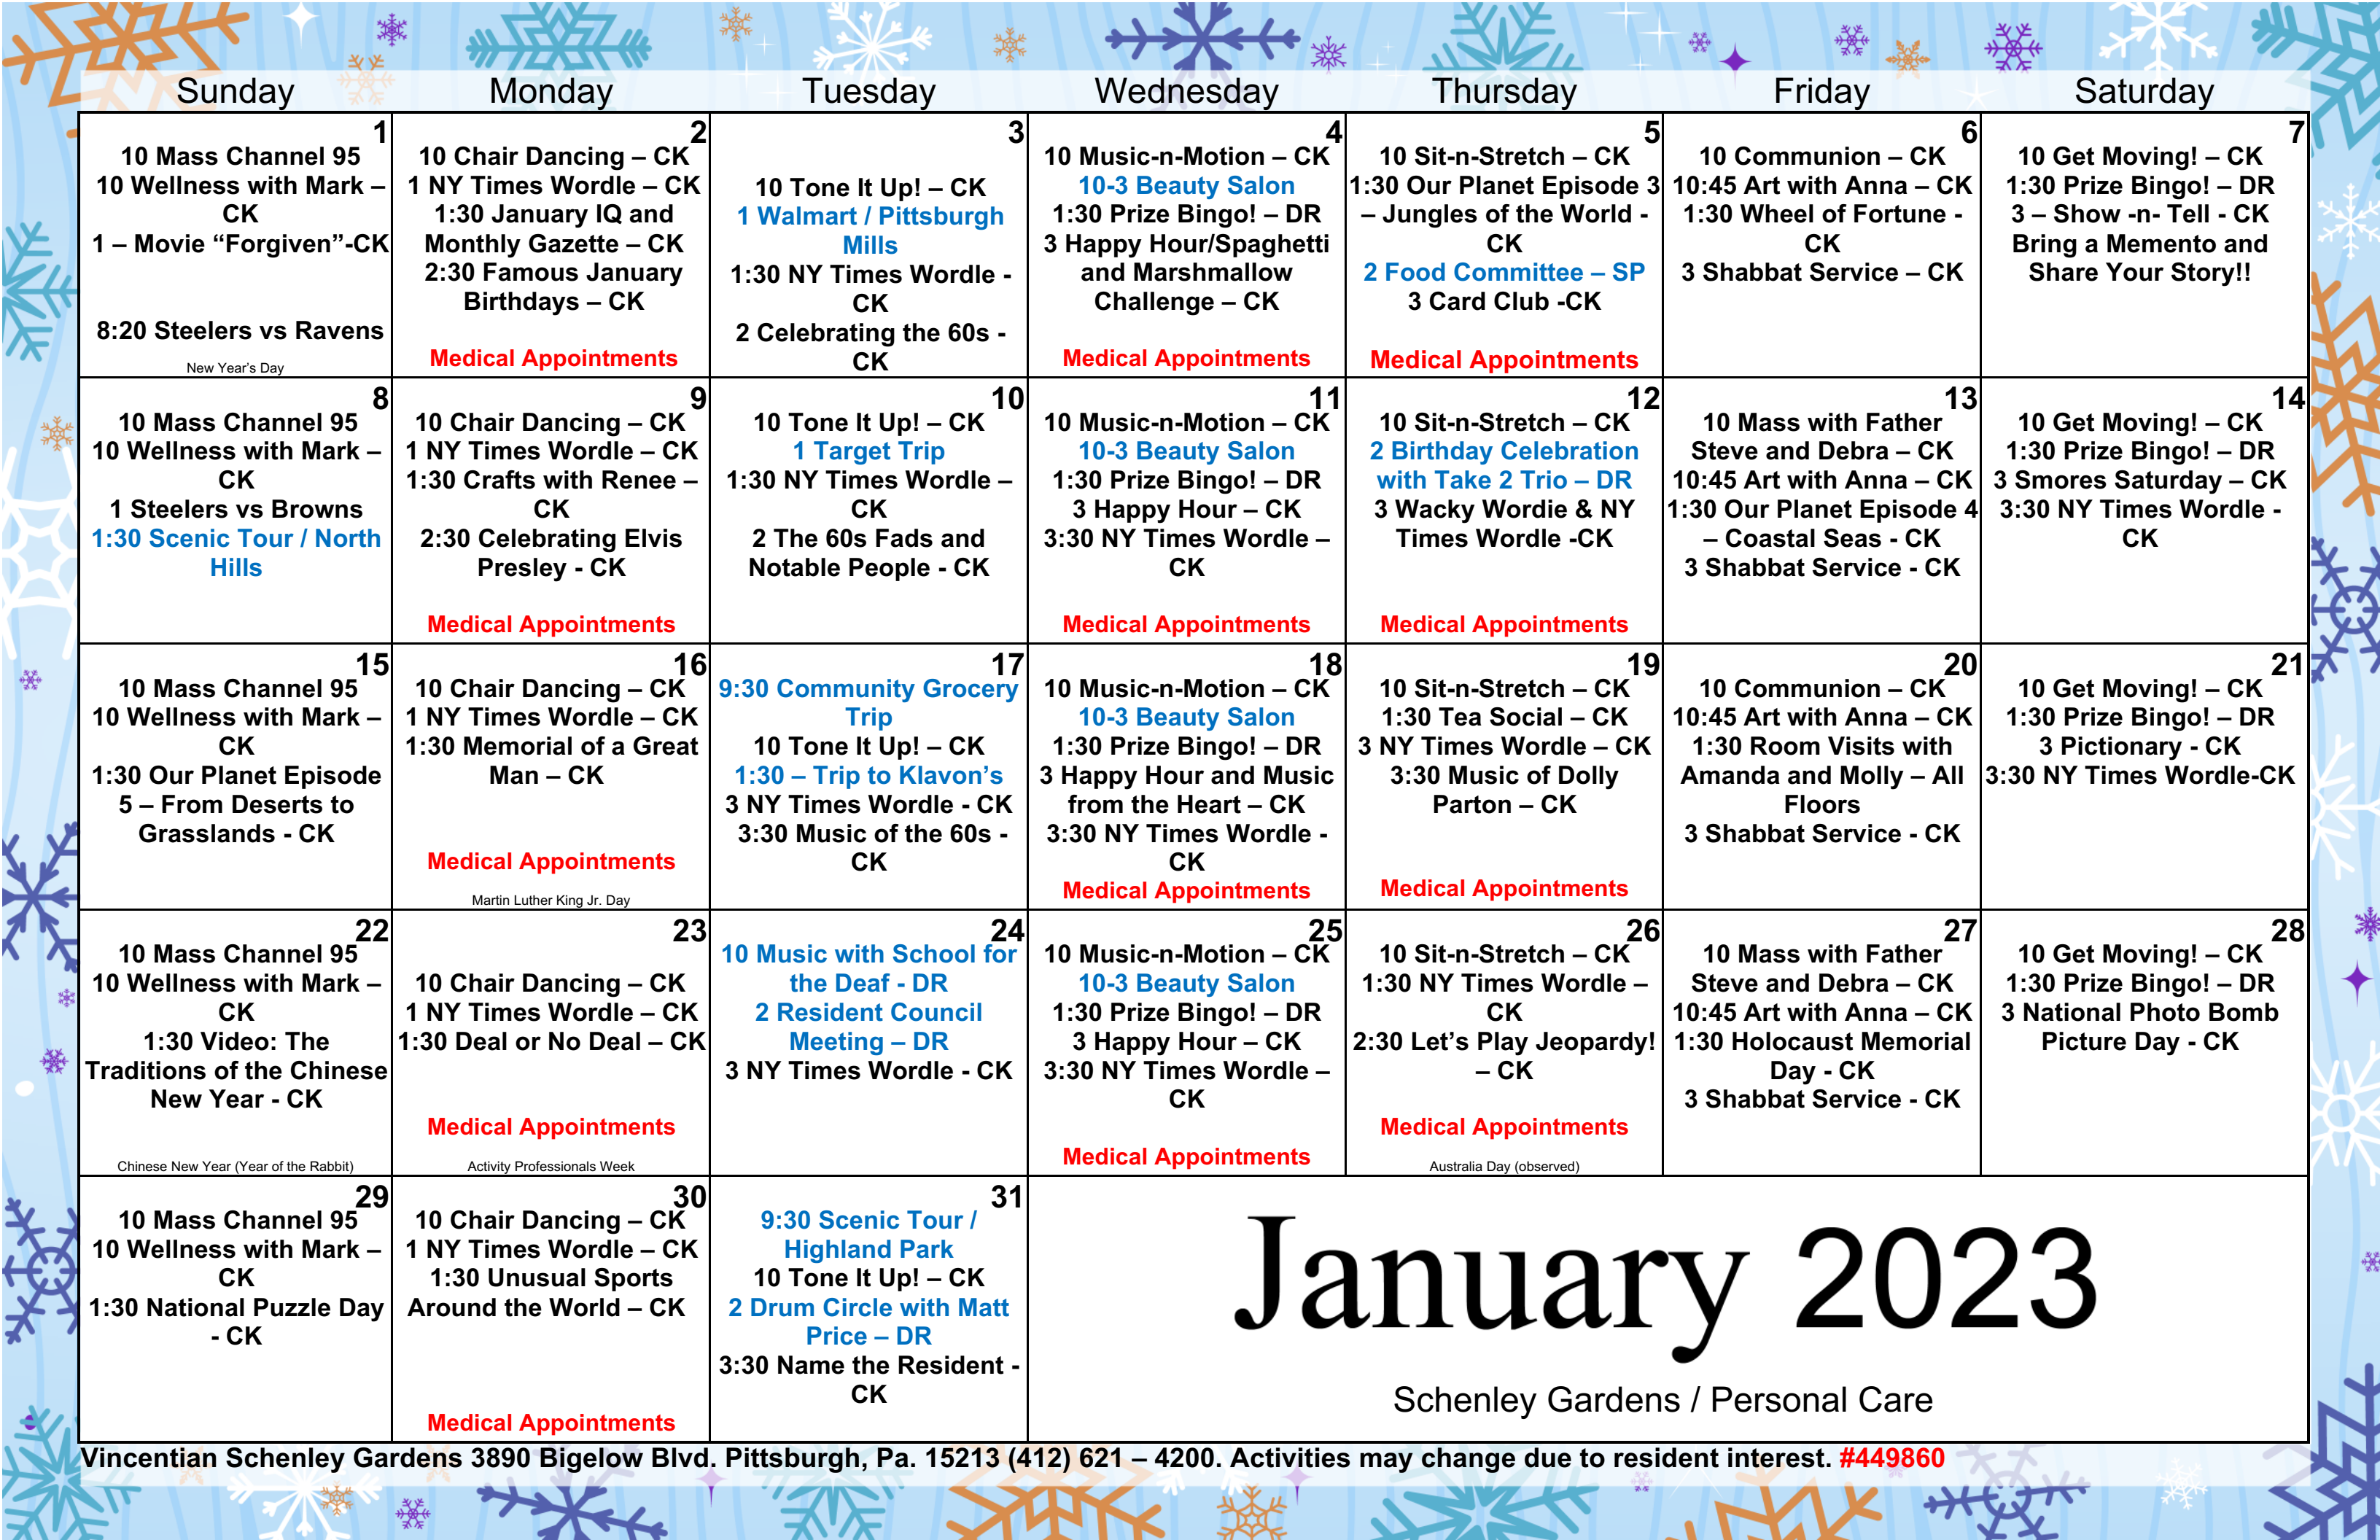 Sunday Monday Tuesday Wednesday Thursday Friday Saturday
1
10 Mass Channel 95
10 Wellness with Mark –
CK
1 – Movie “Forgiven”-CK
8:20 Steelers vs Ravens
New Year’s Day
2
10 Chair Dancing – CK
1 NY Times Wordle – CK
1:30 January IQ and
Monthly Gazette – CK
2:30 Famous January
Birthdays – CK
Medical Appointments
3
10 Tone It Up! – CK
1 Walmart / Pittsburgh
Mills
1:30 NY Times Wordle -
CK
2 Celebrating the 60s -
CK
4
10 Music-n-Motion – CK
10-3 Beauty Salon
1:30 Prize Bingo! – DR
3 Happy Hour/Spaghetti
and Marshmallow
Challenge – CK
Medical Appointments
5
10 Sit-n-Stretch – CK
1:30 Our Planet Episode 3
– Jungles of the World -
CK
2 Food Committee – SP
3 Card Club -CK
Medical Appointments
6
10 Communion – CK
10:45 Art with Anna – CK
1:30 Wheel of Fortune -
CK
3 Shabbat Service – CK
7
10 Get Moving! – CK
1:30 Prize Bingo! – DR
3 – Show -n- Tell - CK
Bring a Memento and
Share Your Story!!
8
10 Mass Channel 95
10 Wellness with Mark –
CK
1 Steelers vs Browns
1:30 Scenic Tour / North
Hills
9
10 Chair Dancing – CK
1 NY Times Wordle – CK
1:30 Crafts with Renee –
CK
2:30 Celebrating Elvis
Presley - CK
Medical Appointments
10
10 Tone It Up! – CK
1 Target Trip
1:30 NY Times Wordle –
CK
2 The 60s Fads and
Notable People - CK
11
10 Music-n-Motion – CK
10-3 Beauty Salon
1:30 Prize Bingo! – DR
3 Happy Hour – CK
3:30 NY Times Wordle –
CK
Medical Appointments
12
10 Sit-n-Stretch – CK
2 Birthday Celebration
with Take 2 Trio – DR
3 Wacky Wordie & NY
Times Wordle -CK
Medical Appointments
13
10 Mass with Father
Steve and Debra – CK
10:45 Art with Anna – CK
1:30 Our Planet Episode 4
– Coastal Seas - CK
3 Shabbat Service - CK
14
10 Get Moving! – CK
1:30 Prize Bingo! – DR
3 Smores Saturday – CK
3:30 NY Times Wordle -
CK
15
10 Mass Channel 95
10 Wellness with Mark –
CK
1:30 Our Planet Episode
5 – From Deserts to
Grasslands - CK
16
10 Chair Dancing – CK
1 NY Times Wordle – CK
1:30 Memorial of a Great
Man – CK
Medical Appointments
Martin Luther King Jr. Day
17
9:30 Community Grocery
Trip
10 Tone It Up! – CK
1:30 – Trip to Klavon’s
3 NY Times Wordle - CK
3:30 Music of the 60s -
CK
18
10 Music-n-Motion – CK
10-3 Beauty Salon
1:30 Prize Bingo! – DR
3 Happy Hour and Music
from the Heart – CK
3:30 NY Times Wordle -
CK
Medical Appointments
19
10 Sit-n-Stretch – CK
1:30 Tea Social – CK
3 NY Times Wordle – CK
3:30 Music of Dolly
Parton – CK
Medical Appointments
20
10 Communion – CK
10:45 Art with Anna – CK
1:30 Room Visits with
Amanda and Molly – All
Floors
3 Shabbat Service - CK
21
10 Get Moving! – CK
1:30 Prize Bingo! – DR
3 Pictionary - CK
3:30 NY Times Wordle-CK
22
10 Mass Channel 95
10 Wellness with Mark –
CK
1:30 Video: The
Traditions of the Chinese
New Year - CK
Chinese New Year (Year of the Rabbit)
23
10 Chair Dancing – CK
1 NY Times Wordle – CK
1:30 Deal or No Deal – CK
Medical Appointments
Activity Professionals Week
24
10 Music with School for
the Deaf - DR
2 Resident Council
Meeting – DR
3 NY Times Wordle - CK
25
10 Music-n-Motion – CK
10-3 Beauty Salon
1:30 Prize Bingo! – DR
3 Happy Hour – CK
3:30 NY Times Wordle –
CK
Medical Appointments
26
10 Sit-n-Stretch – CK
1:30 NY Times Wordle –
CK
2:30 Let’s Play Jeopardy!
– CK
Medical Appointments
Australia Day (observed)
27
10 Mass with Father
Steve and Debra – CK
10:45 Art with Anna – CK
1:30 Holocaust Memorial
Day - CK
3 Shabbat Service - CK
28
10 Get Moving! – CK
1:30 Prize Bingo! – DR
3 National Photo Bomb
Picture Day - CK
29
10 Mass Channel 95
10 Wellness with Mark –
CK
1:30 National Puzzle Day
- CK
30
10 Chair Dancing – CK
1 NY Times Wordle – CK
1:30 Unusual Sports
Around the World – CK
Medical Appointments
31
9:30 Scenic Tour /
Highland Park
10 Tone It Up! – CK
2 Drum Circle with Matt
Price – DR
3:30 Name the Resident -
CK
January 2023
Schenley Gardens / Personal Care
Vincentian Schenley Gardens 3890 Bigelow Blvd. Pittsburgh, Pa. 15213 (412) 621 – 4200. Activities may change due to resident interest. #449860